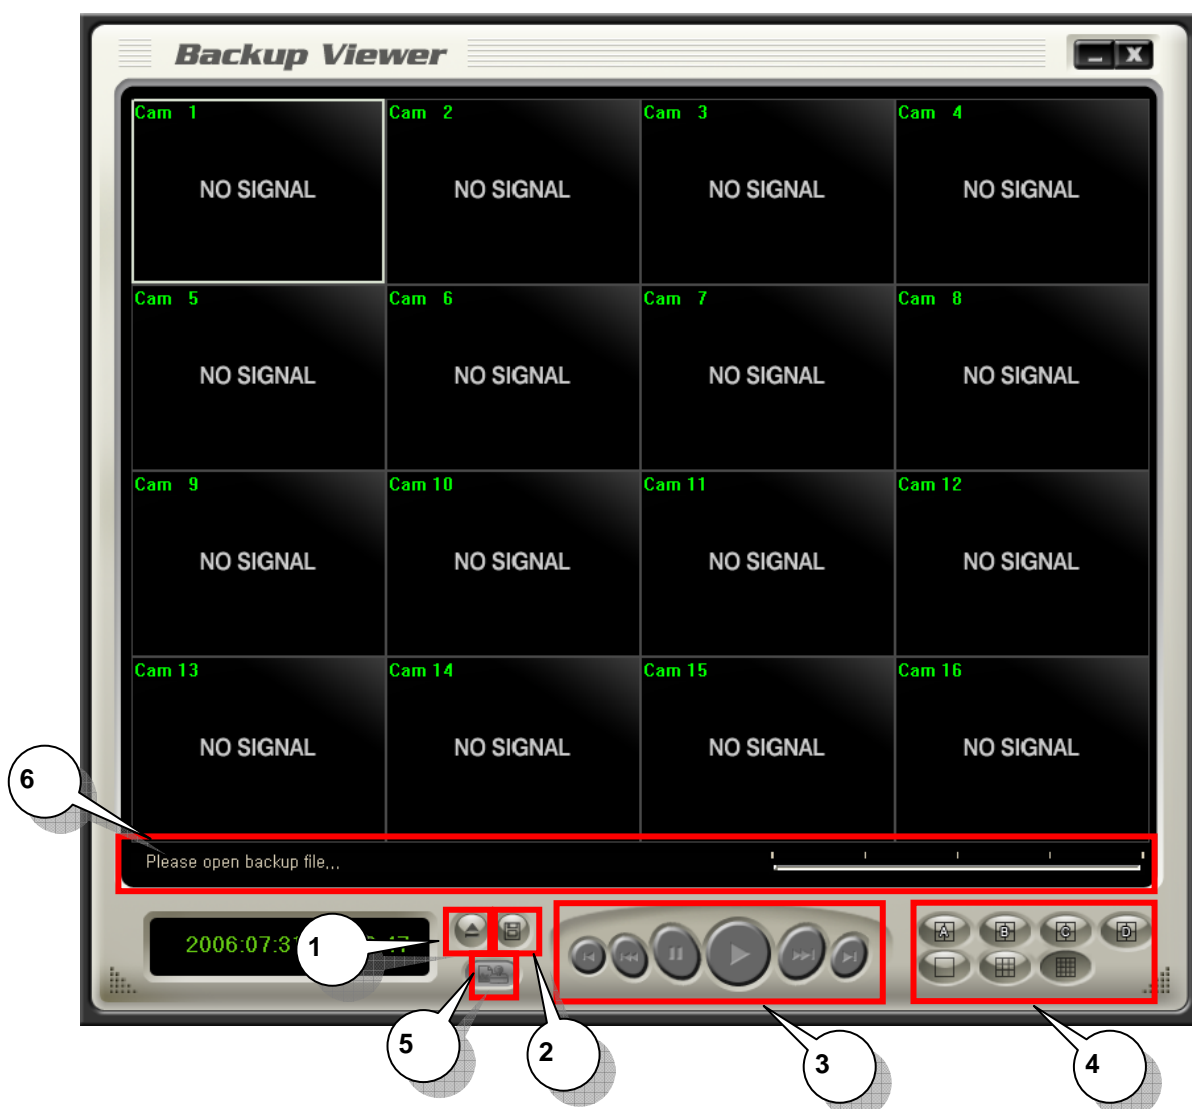 Backup Viewer
Cam 1 Cam 2 Cam 3 Cam 4
NO SIGNAL NO SIGNAL NO SIGNAL NO SIGNAL
Cam 5 Cam 6 Cam 7 Cam 8
NO SIGNAL NO SIGNAL NO SIGNAL NO SIGNAL
Cam 9 Cam 10 Cam 11 Cam 12
NO SIGNAL NO SIGNAL NO SIGNAL NO SIGNAL
Cam 13 Cam 14 Cam 15 Cam 16
NO SIGNAL NO SIGNAL NO SIGNAL NO SIGNAL
6
Please open backup file...
A B C D
2006:07:31
1
5 2 3 4